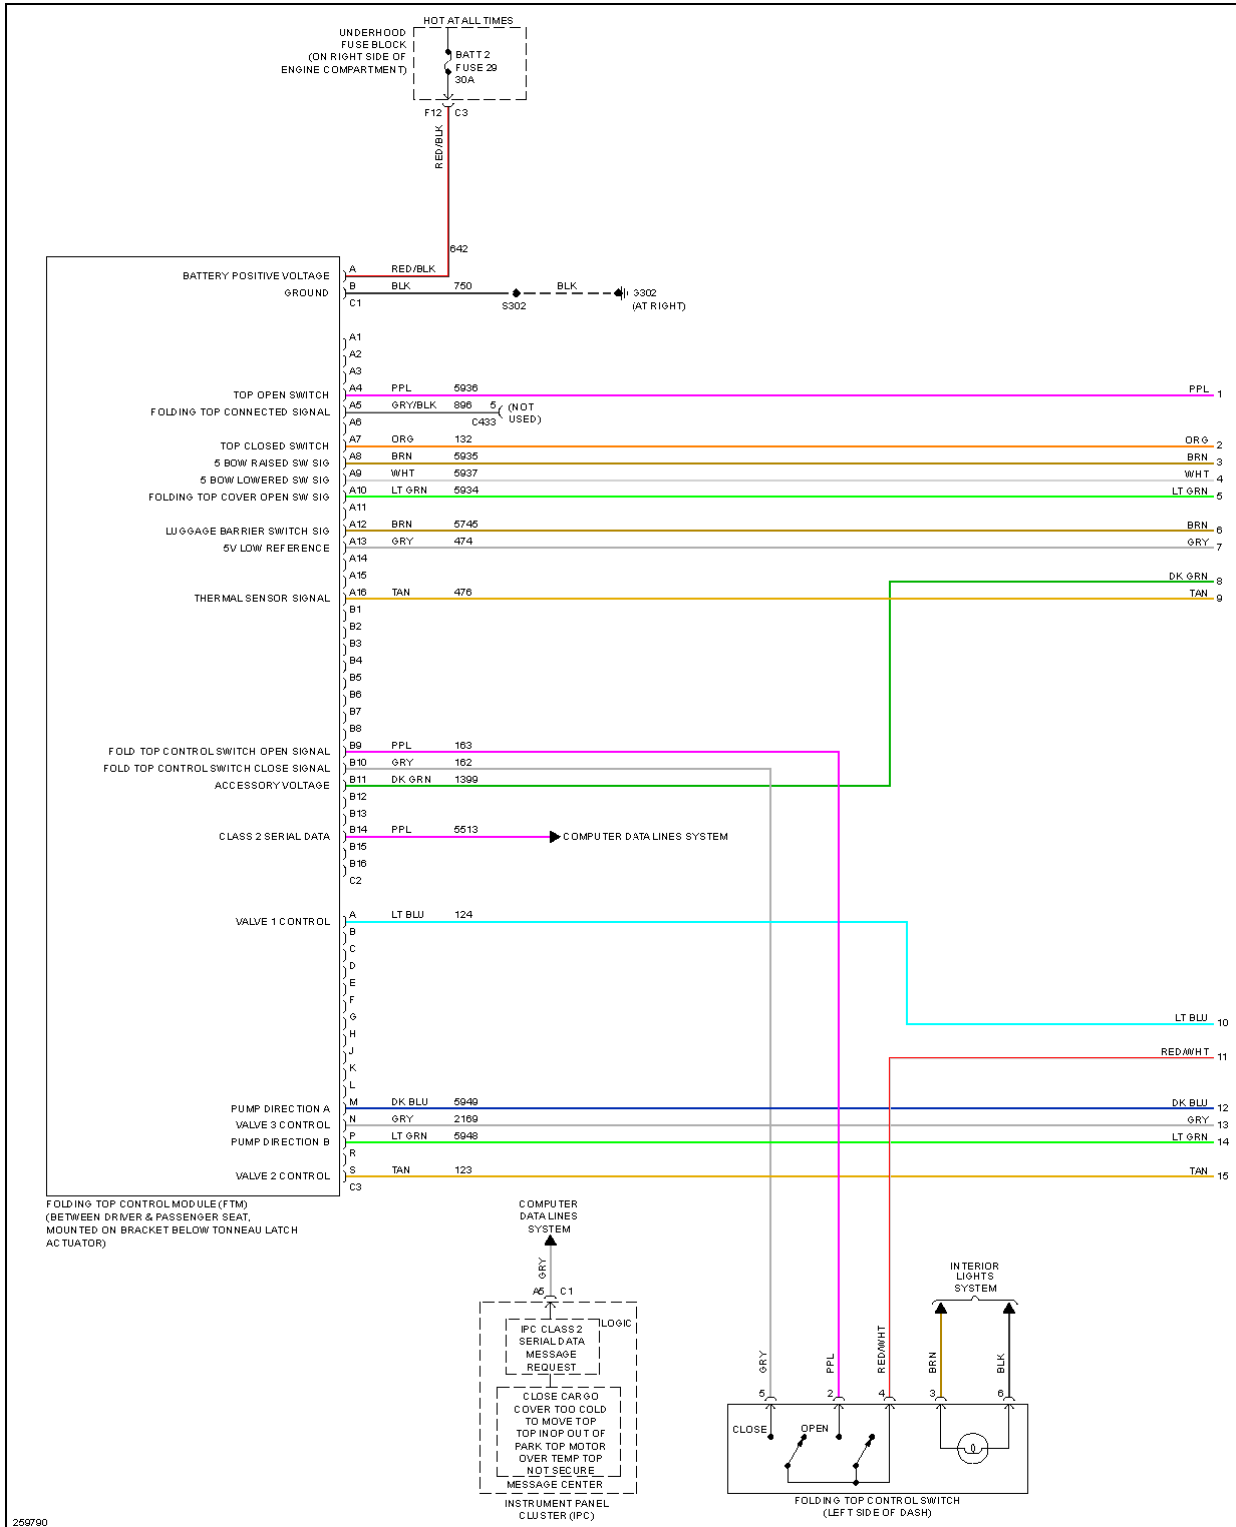 HOT AT ALL TIMES
UNDERHOOD
FUSE BLOCK
(ON RIGHT SIDE OF
ENGINE COMPARTMENT)
BATT 2
FUSE 29
30A
F12 C3
RED/BLK
642
BATTERY POSITIVE VOLTAGE A RED/BLK
GROUND B BLK 750 BLK G302
C1 S302 (AT RIGHT)
A1
A2
A3
TOP OPEN SWITCH A4 PPL 5936 PPL 1
FOLDING TOP CONNECTED SIGNAL A5 GRY/BLK 896 5 (NOT
A6 C433 USED)
TOP CLOSED SWITCH A7 ORG 132 ORG 2
5 BOW RAISED SW SIG A8 BRN 5935 BRN 3
5 BOW LOWERED SW SIG A9 WHT 5937 WHT 4
FOLDING TOP COVER OPEN SW SIG A10 LT GRN 5934 LT GRN 5
A11
LUGGAGE BARRIER SWITCH SIG A12 BRN 5745 BRN 6
5V LOW REFERENCE A13 GRY 474 GRY 7
A14
A15 DK GRN 8
THERMAL SENSOR SIGNAL A16 TAN 476 TAN 9
B1
B2
B3
B4
B5
B6
B7
B8
FOLD TOP CONTROL SWITCH OPEN SIGNAL B9 PPL 163
FOLD TOP CONTROL SWITCH CLOSE SIGNAL B10 GRY 162
ACCESSORY VOLTAGE B11 DK GRN 1399
B12
B13
CLASS 2 SERIAL DATA B14 PPL 5513 COMPUTER DATA LINES SYSTEM
B15
B16
C2
VALVE 1 CONTROL A LT BLU 124
B
C
D
E
F
G LT BLU 10
H
J RED/WHT 11
K
L
PUMP DIRECTION A M DK BLU 5949 DK BLU 12
VALVE 3 CONTROL N GRY 2169 GRY 13
PUMP DIRECTION B P LT GRN 5948 LT GRN 14
R
VALVE 2 CONTROL S TAN 123 TAN 15
C3
FOLDING TOP CONTROL MODULE (FTM)
(BETWEEN DRIVER & PASSENGER SEAT,
MOUNTED ON BRACKET BELOW TONNEAU LATCH
ACTUATOR)
COMPUTER
DATA LINES
SYSTEM
GRY
A5 C1
LOGIC
IPC CLASS 2
SERIAL DATA
MESSAGE
REQUEST
CLOSE CARGO
COVER TOO COLD
TO MOVE TOP
TOP INOP OUT OF
PARK TOP MOTOR
OVER TEMP TOP
NOT SECURE
MESSAGE CENTER
INSTRUMENT PANEL
CLUSTER (IPC)
INTERIOR
LIGHTS
SYSTEM
GRY PPL RED/WHT BRN BLK
5 2 4 3 6
CLOSE OPEN
FOLDING TOP CONTROL SWITCH
(LEFT SIDE OF DASH)
259790